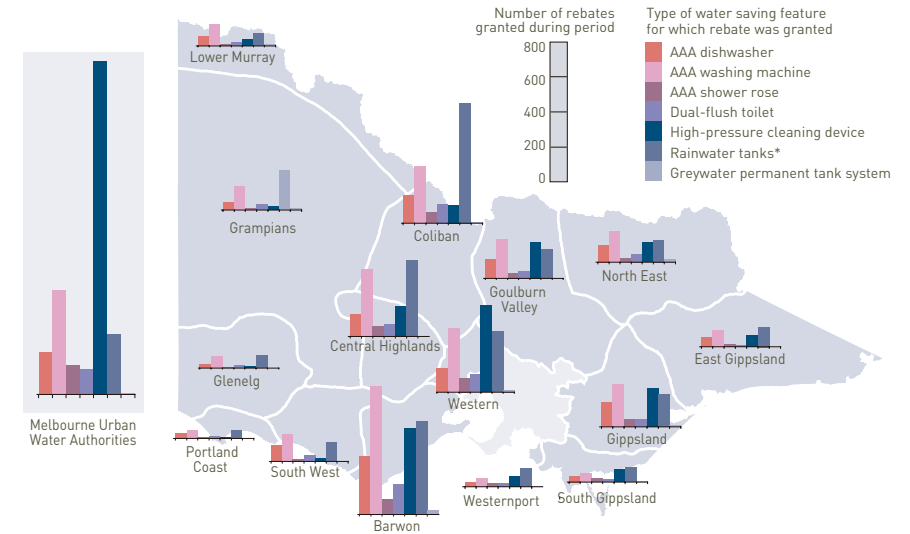 Number of rebates
granted during period
800
600
400
200
0
Type of water saving feature
for which rebate was granted
AAA dishwasher
AAA washing machine
AAA shower rose
Dual-flush toilet
High-pressure cleaning device
Rainwater tanks*
Greywater permanent tank system
Lower Murray
Grampians
Coliban
North East
Goulburn
Valley
Central Highlands
East Gippsland
Glenelg
Western
Melbourne Urban
Water Authorities
Gippsland
Portland
Coast
South West
Westernport
South Gippsland
Barwon